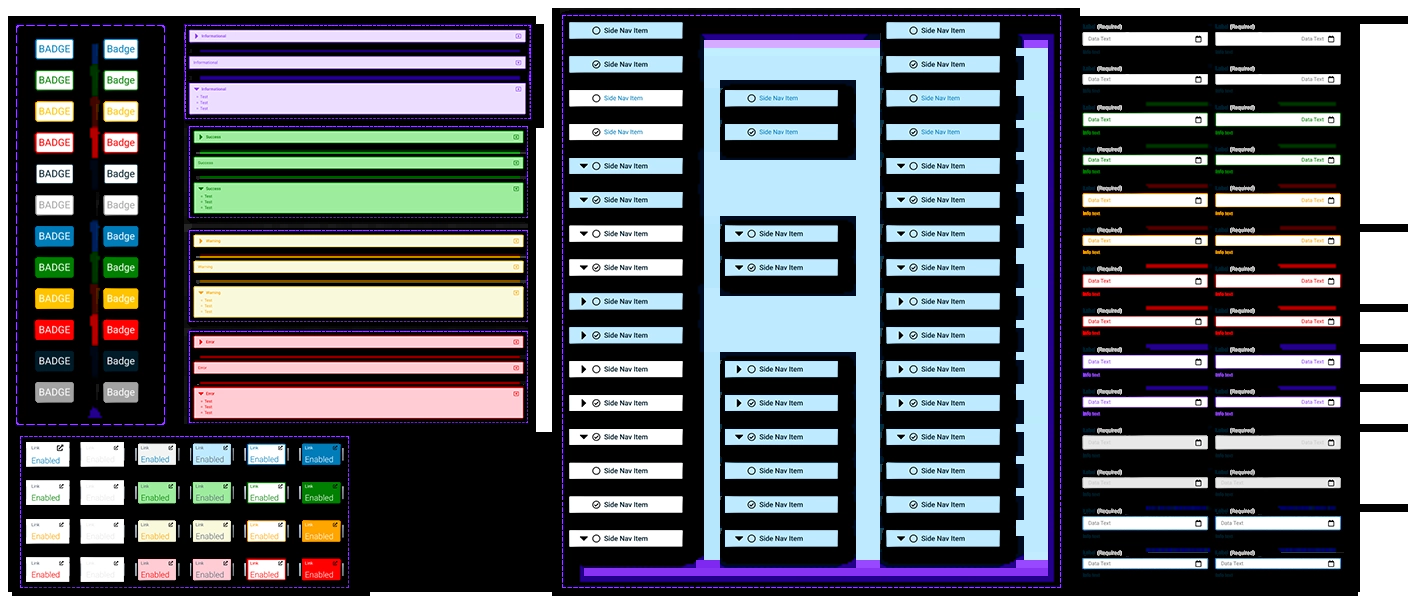 BADGE Badge
BADGE Badge
BADGE Badge
BADGE Badge
BADGE Badge
BADGE Badge
BADGE Badge
BADGE Badge
BADGE Badge
BADGE Badge
BADGE Badge
BADGE Badge
Informational
Informational
Informational
Text
Text
Text
Success
Success
Success
Text
Text
Text
Warning
Warning
Warning
Text
Text
Text
Error
Error
Error
Text
Text
Text
Link Link Link Link Link
Enabled Enabled Enabled Enabled Enabled
Link Link Link Link Link
Enabled Enabled Enabled Enabled Enabled
Link Link Link Link Link
Enabled Enabled Enabled Enabled Enabled
Link Link Link Link Link
Enabled Enabled Enabled Enabled Enabled
Side Nav Item Side Nav Item
Side Nav Item Side Nav Item
Side Nav Item Side Nav Item Side Nav Item
Side Nav Item Side Nav Item Side Nav Item
Side Nav Item Side Nav Item
Side Nav Item Side Nav Item
Side Nav Item Side Nav Item Side Nav Item
Side Nav Item Side Nav Item Side Nav Item
Side Nav Item Side Nav Item
Side Nav Item Side Nav Item
Side Nav Item Side Nav Item Side Nav Item
Side Nav Item Side Nav Item Side Nav Item
Side Nav Item Side Nav Item Side Nav Item
Side Nav Item Side Nav Item Side Nav Item
Side Nav Item Side Nav Item Side Nav Item
Side Nav Item Side Nav Item Side Nav Item
(Required) (Required)
Data Text Data Text
(Required) (Required)
Data Text Data Text
(Required) (Required)
Data Text Data Text
Info text Info text
(Required) (Required)
Data Text Data Text
Info text Info text
(Required) (Required)
Data Text Data Text
Info text Info text
(Required) (Required)
Data Text Data Text
Info text Info text
(Required) (Required)
Data Text Data Text
Info text Info text
(Required) (Required)
Data Text Data Text
Info text Info text
(Required) (Required)
Data Text Data Text
Info text Info text
(Required) (Required)
Data Text Data Text
Info text Info text
(Required) (Required)
Data Text Data Text
(Required) (Required)
Data Text Data Text
(Required) (Required)
Data Text Data Text
(Required) (Required)
Data Text Data Text